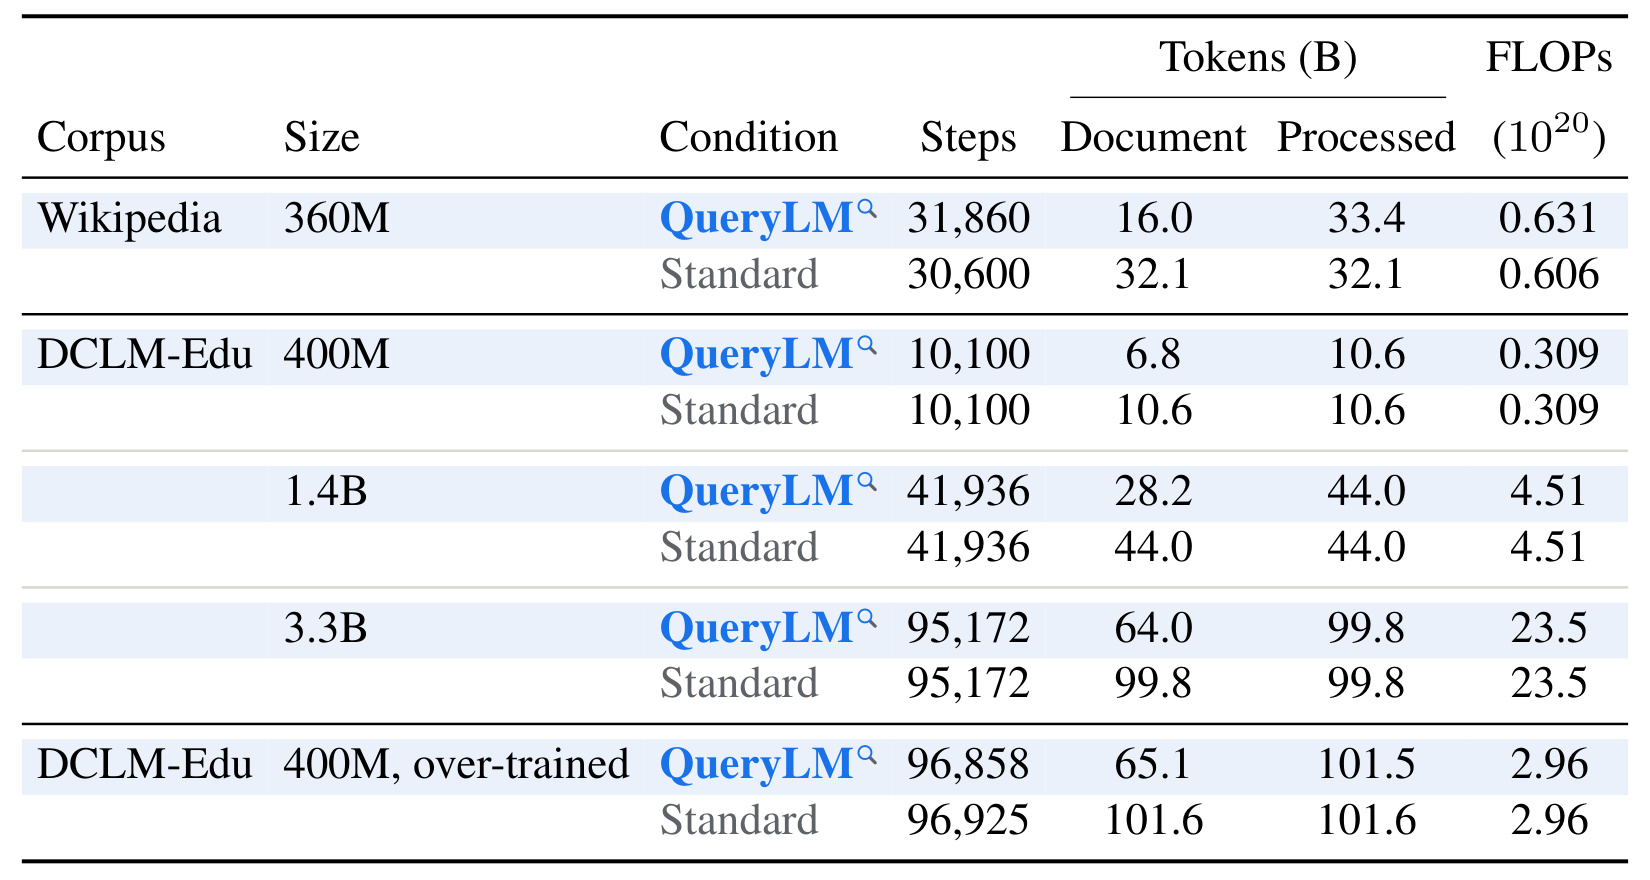 Tokens (B) FLOPs
Corpus Size Condition Steps Document Processed (10²⁰)
Wikipedia 360M QueryLM 31,860 16.0 33.4 0.631
Standard 30,600 32.1 32.1 0.606
DCLM-Edu 400M QueryLM 10,100 6.8 10.6 0.309
Standard 10,100 10.6 10.6 0.309
1.4B QueryLM 41,936 28.2 44.0 4.51
Standard 41,936 44.0 44.0 4.51
3.3B QueryLM 95,172 64.0 99.8 23.5
Standard 95,172 99.8 99.8 23.5
DCLM-Edu 400M, over-trained QueryLM 96,858 65.1 101.5 2.96
Standard 96,925 101.6 101.6 2.96